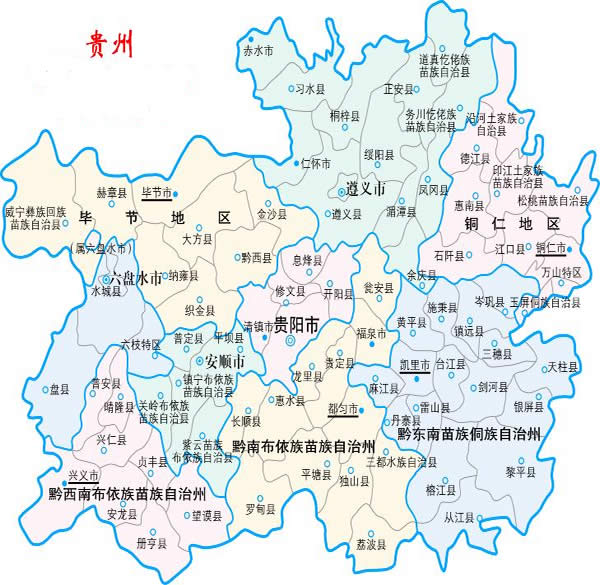 贵州
赤水市
习水县
道真仡佬族
苗族自治县
正安县
务川仡佬族
苗族自治县
桐梓县
沿河土家族
自治县
德江县
绥阳县
仁怀市
印江土家族
苗族自治县
遵义市
凤冈县
松桃苗族自治县
赫章县
毕节市
威宁彝族回族
苗族自治县
毕节地区
金沙县
遵义县
湄潭县
惠南县
铜仁地区
大方县
(属六盘水市)
黔西县
息烽县
石阡县
江口县
铜仁市
六盘水市
纳雍县
余庆县
万山特区
水城县
修文县
开阳县
瓮安县
岑巩县
玉屏侗族自治县
织金县
施秉县
清镇市
贵阳市
福泉市
黄平县
镇远县
六枝特区
普定县
平坝县
三穗县
安顺市
贵定县
凯里市
台江县
天柱县
龙里县
镇宁布依族
苗族自治县
麻江县
剑河县
盘县
普安县
晴隆县
关岭布依族
苗族自治县
惠水县
都匀市
雷山县
银屏县
长顺县
丹寨县
兴仁县
紫云苗族
布依族自治县
黔南布依族苗族自治州
黔东南苗族侗族自治州
贞丰县
三都水族自治县
黎平县
兴义市
平塘县
独山县
榕江县
黔西南布依族苗族自治州
安龙县
望谟县
罗甸县
从江县
册亨县
荔波县